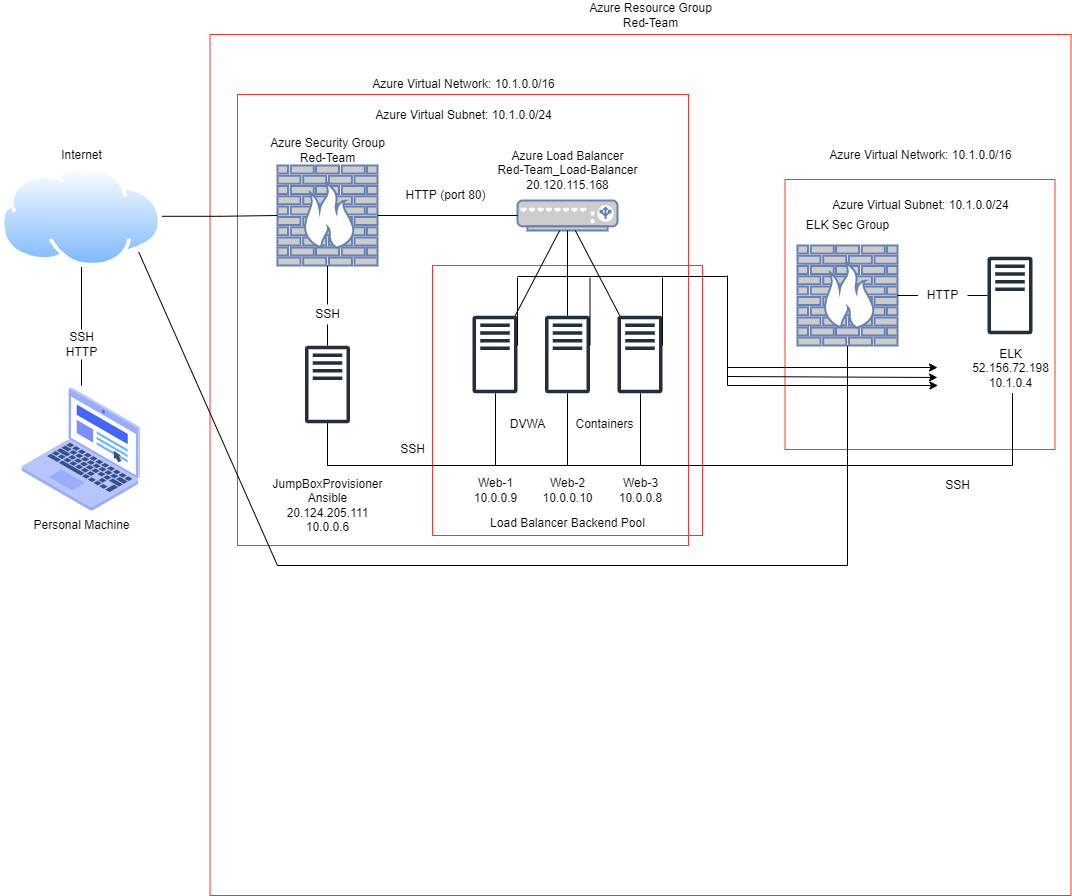 Azure Resource Group
Red-Team
Azure Virtual Network: 10.1.0.0/16
Azure Virtual Subnet: 10.1.0.0/24
Azure Security Group
Red-Team
Internet
Azure Load Balancer
Red-Team_Load-Balancer
20.120.115.168
HTTP (port 80)
Azure Virtual Network: 10.1.0.0/16
Azure Virtual Subnet: 10.1.0.0/24
ELK Sec Group
HTTP
SSH
SSH
HTTP
ELK
52.156.72.198
10.1.0.4
DVWA
Containers
SSH
SSH
JumpBoxProvisioner
Ansible
20.124.205.111
10.0.0.6
Web-1
10.0.0.9
Web-2
10.0.0.10
Web-3
10.0.0.8
Load Balancer Backend Pool
Personal Machine